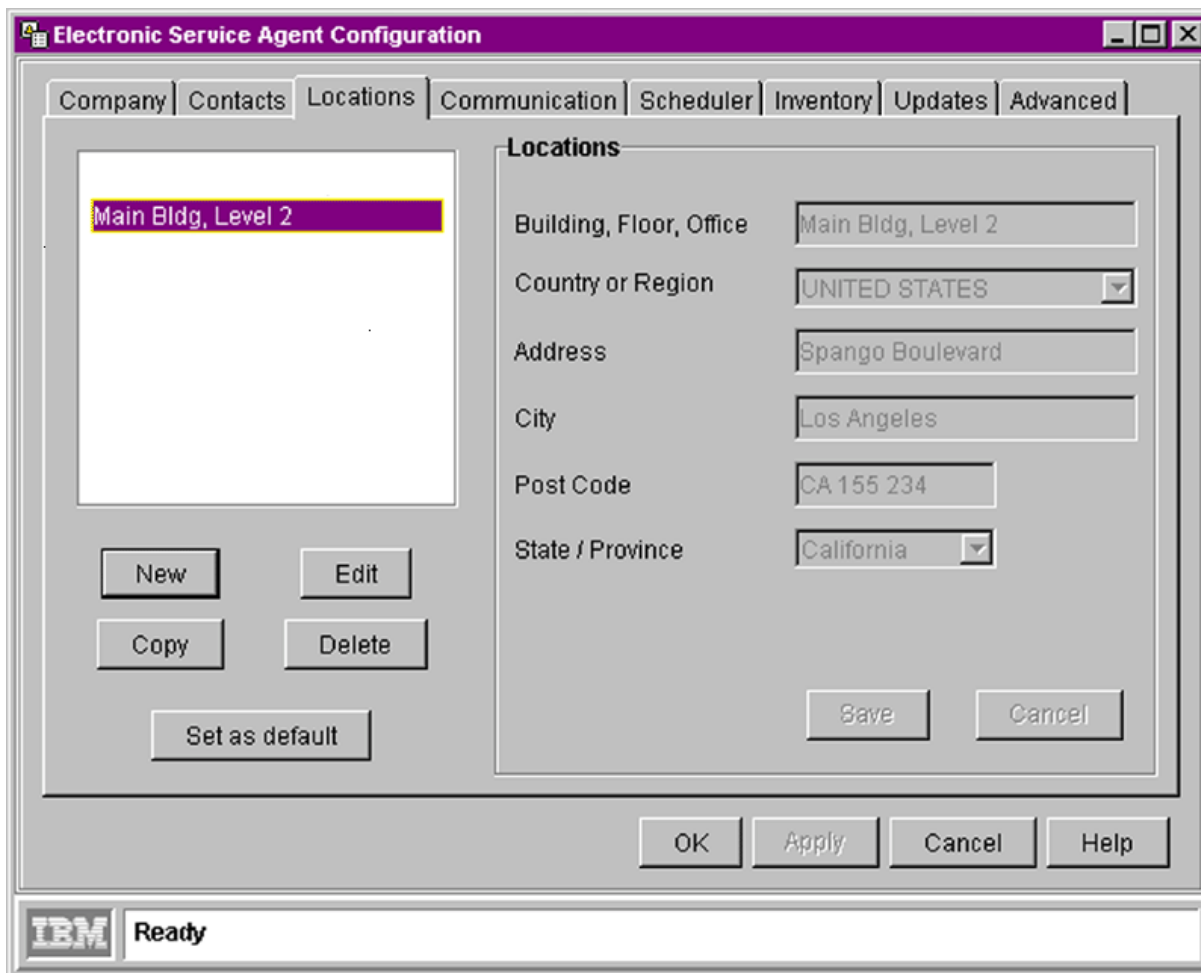 Electronic Service Agent Configuration
Company Contacts Locations Communication Scheduler Inventory Updates Advanced
Main Bldg, Level 2
New Edit
Copy Delete
Set as default
Locations
Building, Floor, Office Main Bldg, Level 2
Country or Region UNITED STATES
Address Spango Boulevard
City Los Angeles
Post Code CA 155 234
State / Province California
Save Cancel
OK Apply Cancel Help
IBM Ready